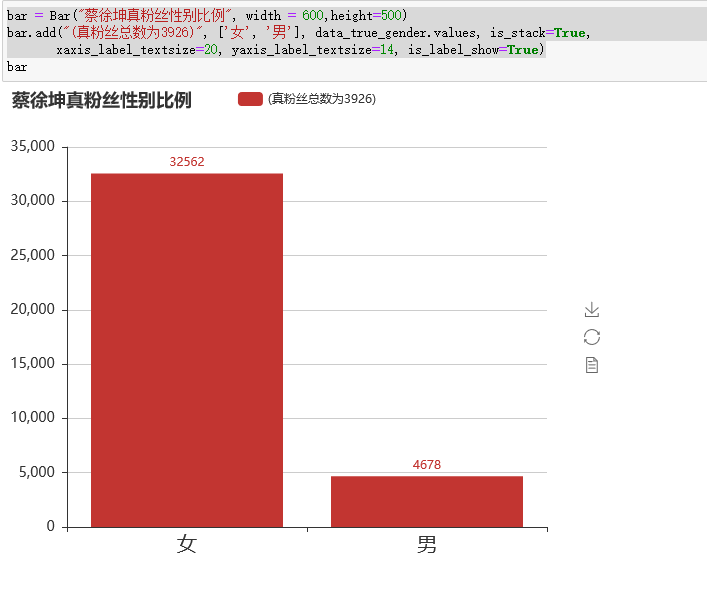 bar = Bar("蔡徐坤真粉丝性别比例", width = 600,height=500)
bar.add("(真粉丝总数为3926)", ['女', '男'], data_true_gender.values, is_stack=True,
xaxis_label_textsize=20, yaxis_label_textsize=14, is_label_show=True)
bar
蔡徐坤真粉丝性别比例
(真粉丝总数为3926)
35,000
32562
30,000
25,000
20,000
15,000
10,000
4678
5,000
0
女 男